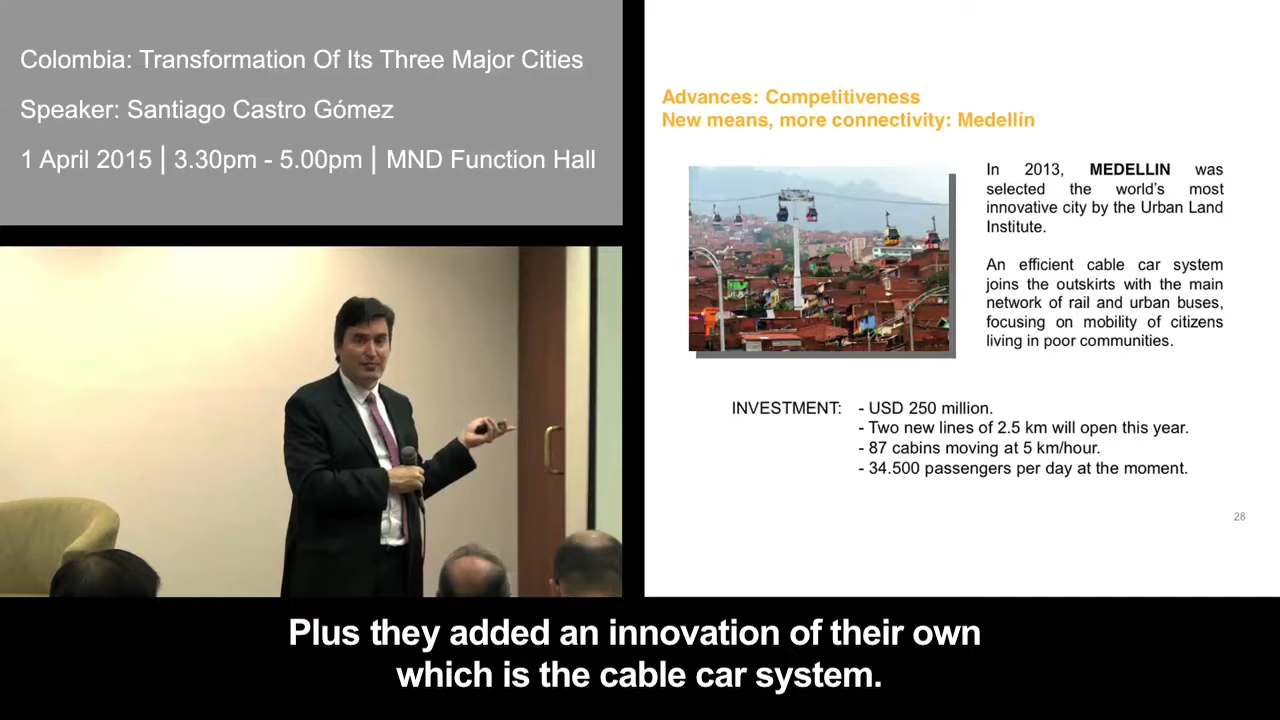 Colombia: Transformation Of Its Three Major Cities
Speaker: Santiago Castro Gómez
1 April 2015 | 3.30pm - 5.00pm | MND Function Hall
Advances: Competitiveness
New means, more connectivity: Medellín
In 2013, MEDELLIN was
selected the world's most
innovative city by the Urban Land
Institute.
An efficient cable car system
joins the outskirts with the main
network of rail and urban buses,
focusing on mobility of citizens
living in poor communities.
INVESTMENT: - USD 250 million.
- Two new lines of 2.5 km will open this year.
- 87 cabins moving at 5 km/hour.
- 34.500 passengers per day at the moment.
28
Plus they added an innovation of their own
which is the cable car system.